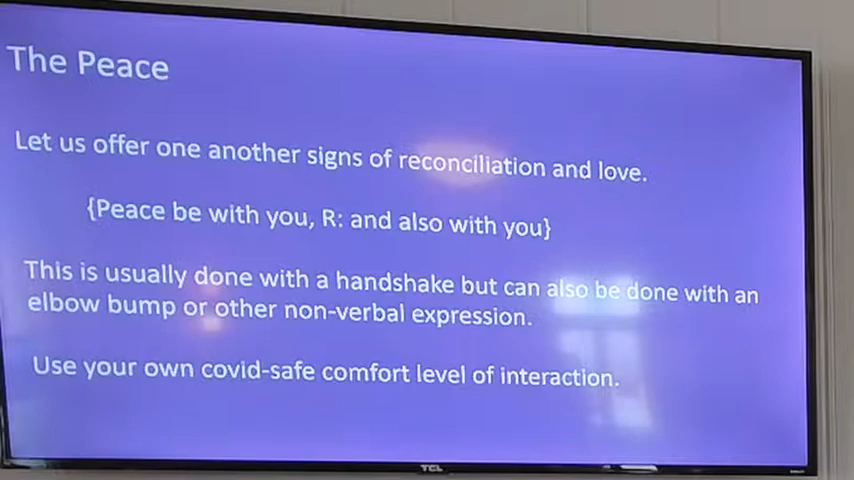 The Peace
Let us offer one another signs of reconciliation and love.
{Peace be with you, R: and also with you}
This is usually done with a handshake but can also be done with an
elbow bump or other non-verbal expression.
Use your own covid-safe comfort level of interaction.
TCL